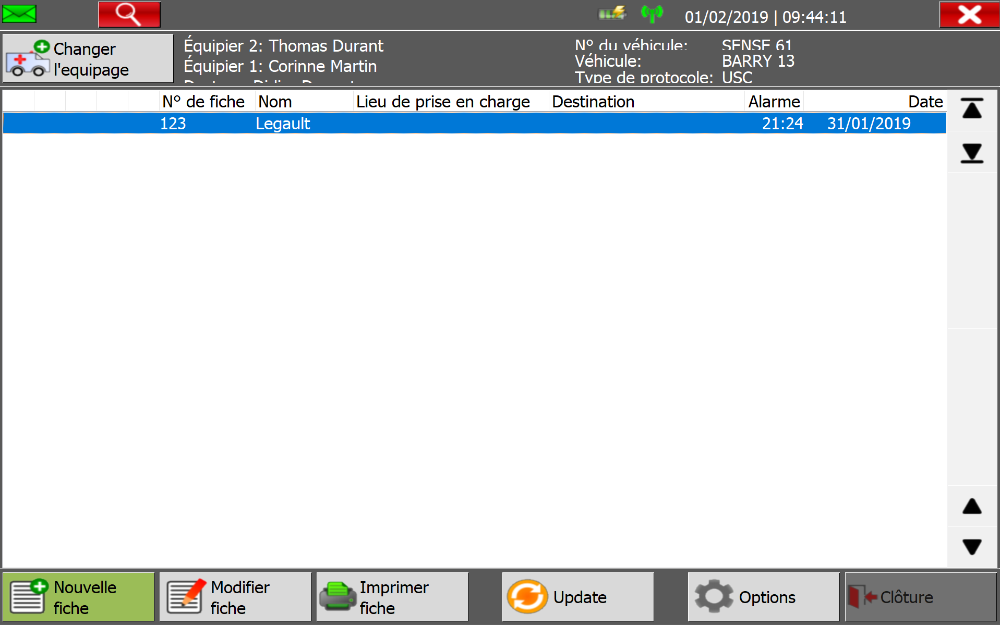 01/02/2019 | 09:44:11
Changer
l'equipage
Équipier 2: Thomas Durant
Équipier 1: Corinne Martin
N° du véhicule: SENSE 61
Véhicule: BARRY 13
Type de protocole: USC
N° de fiche Nom Lieu de prise en charge Destination Alarme Date
123 Legault 21:24 31/01/2019
Nouvelle
fiche
Modifier
fiche
Imprimer
fiche
Update
Options
Clôture